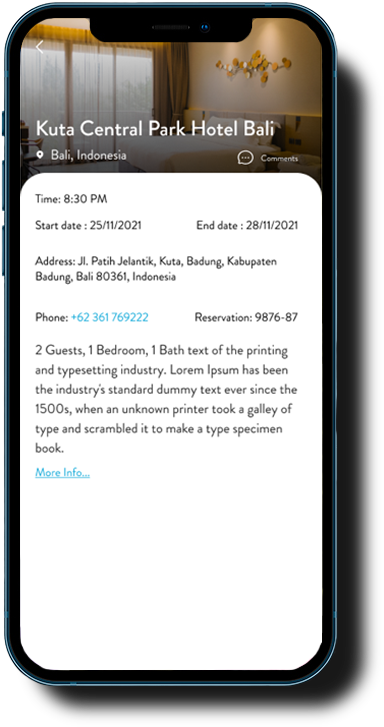 Kuta Central Park Hotel Bali
Bali, Indonesia
Comments
Time: 8:30 PM
Start date : 25/11/2021 End date : 28/11/2021
Address: Jl. Patih Jelantik, Kuta, Badung, Kabupaten
Badung, Bali 80361, Indonesia
Phone: +62 361 769222 Reservation: 9876-87
2 Guests, 1 Bedroom, 1 Bath text of the printing
and typesetting industry. Lorem Ipsum has been
the industry's standard dummy text ever since the
1500s, when an unknown printer took a galley of
type and scrambled it to make a type specimen
book.
More Info...